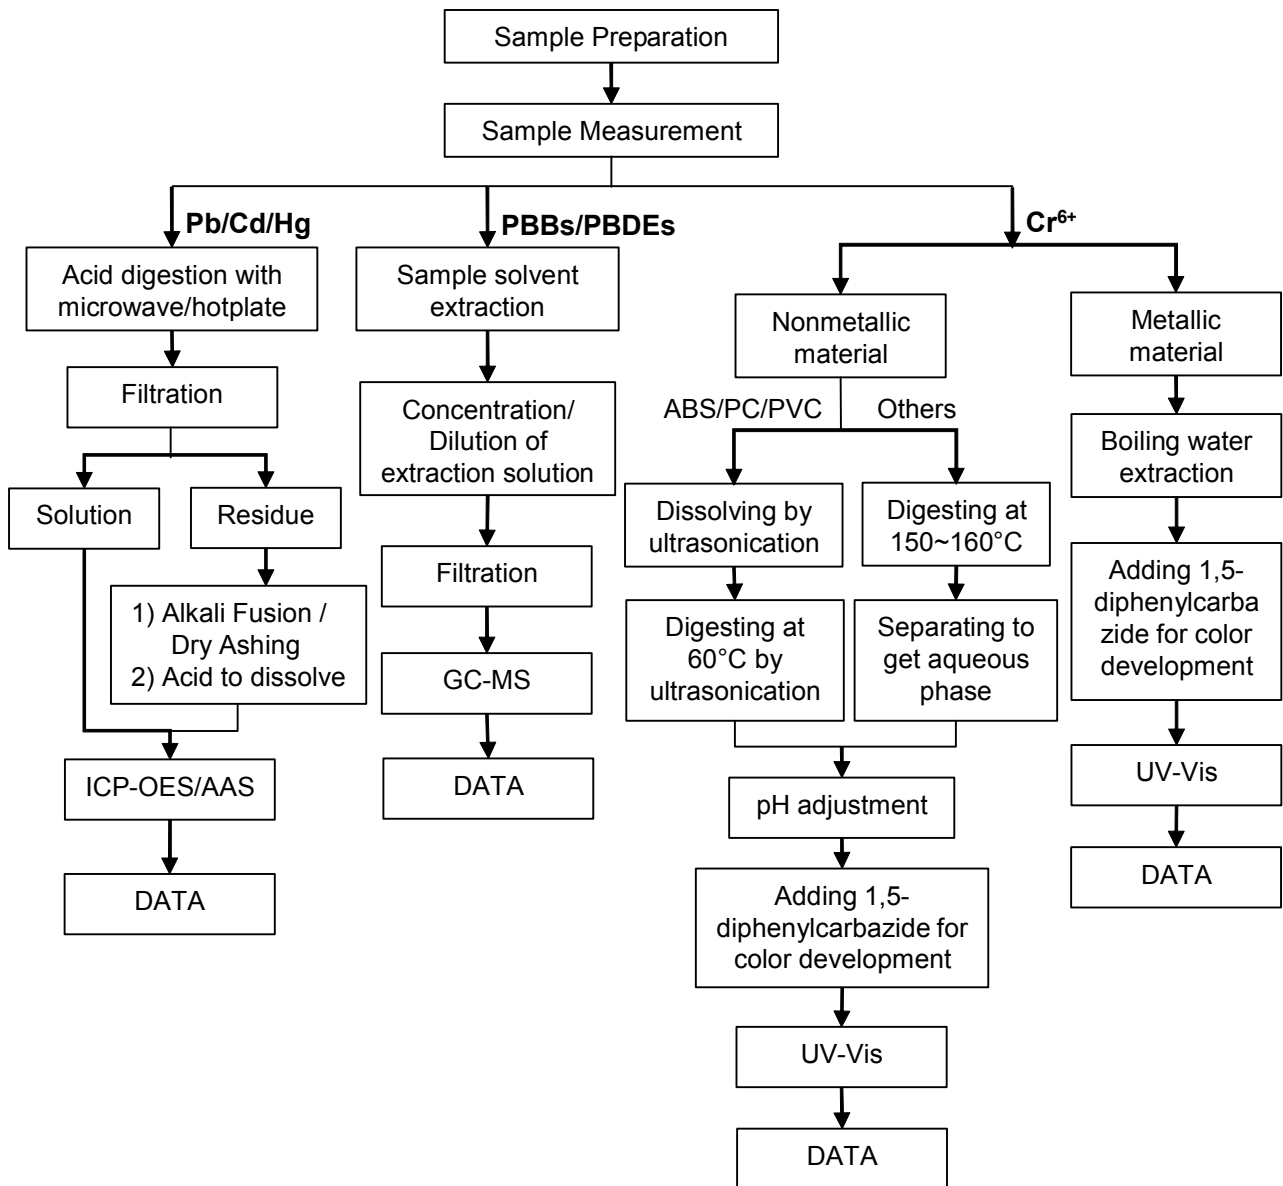 Sample Preparation
Sample Measurement
Pb/Cd/Hg
Acid digestion with
microwave/hotplate
Filtration
Solution
Residue
1) Alkali Fusion /
Dry Ashing
2) Acid to dissolve
ICP-OES/AAS
DATA
PBBs/PBDEs
Sample solvent
extraction
Concentration/
Dilution of
extraction solution
Filtration
GC-MS
DATA
Cr⁶⁺
Nonmetallic
material
ABS/PC/PVC
Others
Dissolving by
ultrasonication
Digesting at
60°C by
ultrasonication
Digesting at
150~160°C
Separating to
get aqueous
phase
pH adjustment
Adding 1,5-
diphenylcarbazide for
color development
UV-Vis
DATA
Metallic
material
Boiling water
extraction
Adding 1,5-
diphenylcarba
zide for color
development
UV-Vis
DATA